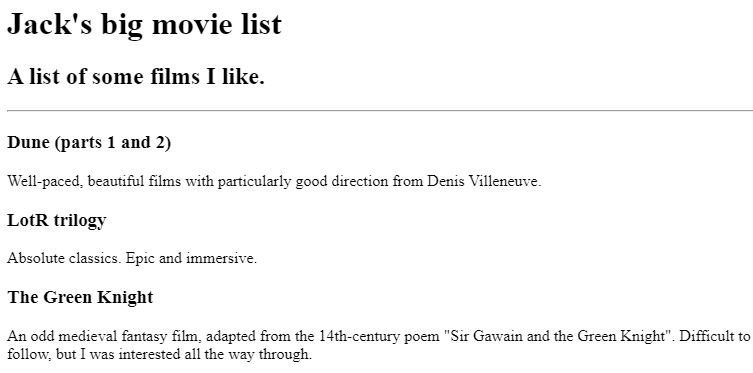 Jack's big movie list
A list of some films I like.
Dune (parts 1 and 2)
Well-paced, beautiful films with particularly good direction from Denis Villeneuve.
LotR trilogy
Absolute classics. Epic and immersive.
The Green Knight
An odd medieval fantasy film, adapted from the 14th-century poem "Sir Gawain and the Green Knight". Difficult to
follow, but I was interested all the way through.